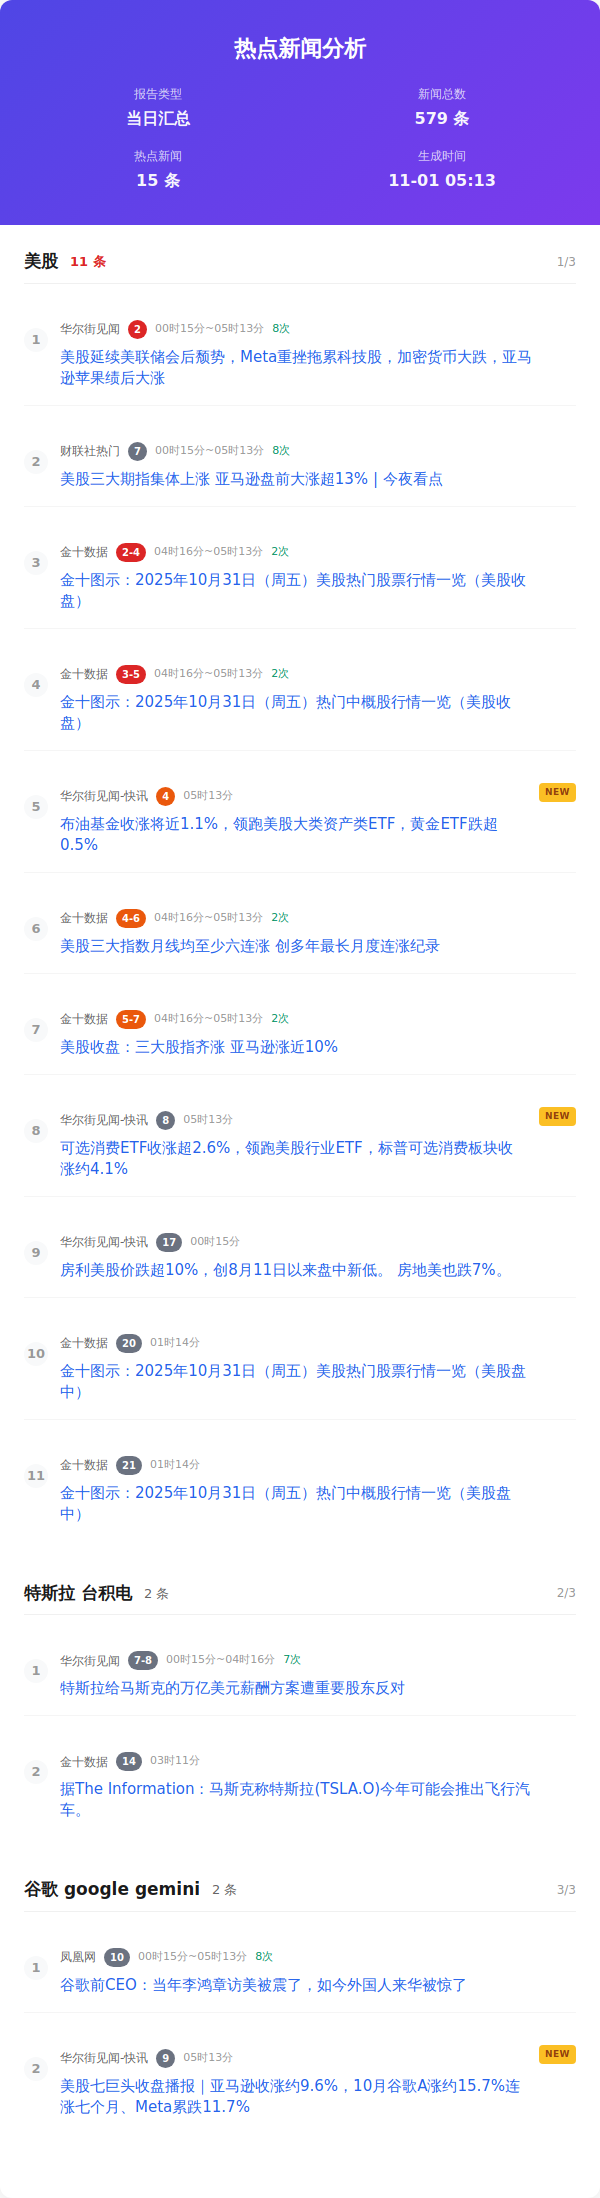 热点新闻分析
报告类型
当日汇总
新闻总数
579 条
热点新闻
15 条
生成时间
11-01 05:13
美股 11 条 1/3
1
华尔街见闻 2 00时15分~05时13分 8次
美股延续美联储会后颓势，Meta重挫拖累科技股，加密货币大跌，亚马
逊苹果绩后大涨
2
财联社热门 7 00时15分~05时13分 8次
美股三大期指集体上涨 亚马逊盘前大涨超13% | 今夜看点
3
金十数据 2-4 04时16分~05时13分 2次
金十图示：2025年10月31日（周五）美股热门股票行情一览（美股收
盘）
4
金十数据 3-5 04时16分~05时13分 2次
金十图示：2025年10月31日（周五）热门中概股行情一览（美股收
盘）
5
华尔街见闻-快讯 4 05时13分 NEW
布油基金收涨将近1.1%，领跑美股大类资产类ETF，黄金ETF跌超
0.5%
6
金十数据 4-6 04时16分~05时13分 2次
美股三大指数月线均至少六连涨 创多年最长月度连涨纪录
7
金十数据 5-7 04时16分~05时13分 2次
美股收盘：三大股指齐涨 亚马逊涨近10%
8
华尔街见闻-快讯 8 05时13分 NEW
可选消费ETF收涨超2.6%，领跑美股行业ETF，标普可选消费板块收
涨约4.1%
9
华尔街见闻-快讯 17 00时15分
房利美股价跌超10%，创8月11日以来盘中新低。 房地美也跌7%。
10
金十数据 20 01时14分
金十图示：2025年10月31日（周五）美股热门股票行情一览（美股盘
中）
11
金十数据 21 01时14分
金十图示：2025年10月31日（周五）热门中概股行情一览（美股盘
中）
特斯拉 台积电 2 条 2/3
1
华尔街见闻 7-8 00时15分~04时16分 7次
特斯拉给马斯克的万亿美元薪酬方案遭重要股东反对
2
金十数据 14 03时11分
据The Information：马斯克称特斯拉(TSLA.O)今年可能会推出飞行汽
车。
谷歌 google gemini 2 条 3/3
1
凤凰网 10 00时15分~05时13分 8次
谷歌前CEO：当年李鸿章访美被震了，如今外国人来华被惊了
2
华尔街见闻-快讯 9 05时13分 NEW
美股七巨头收盘播报｜亚马逊收涨约9.6%，10月谷歌A涨约15.7%连
涨七个月、Meta累跌11.7%